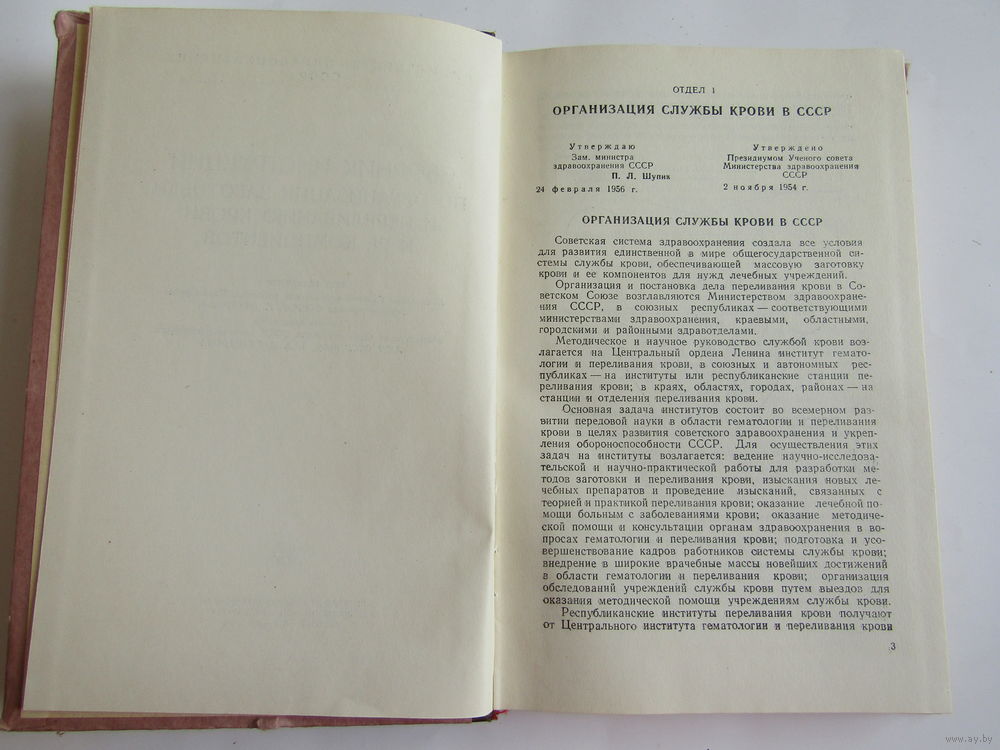 ОТДЕЛ 1
ОРГАНИЗАЦИЯ СЛУЖБЫ КРОВИ В СССР
Утверждаю
Зам. министра
здравоохранения СССР
П. Л. Шупик
24 февраля 1956 г.
Утверждено
Президиумом Ученого совета
Министерства здравоохранения
СССР
2 ноября 1954 г.
ОРГАНИЗАЦИЯ СЛУЖБЫ КРОВИ В СССР
Советская система здравоохранения создала все условия
для развития единственной в мире общегосударственной си-
стемы службы крови, обеспечивающей массовую заготовку
крови и ее компонентов для нужд лечебных учреждений.
Организация и постановка дела переливания крови в Со-
ветском Союзе возглавляются Министерством здравоохране-
ния СССР, в союзных республиках — соответствующими
министерствами здравоохранения, краевыми, областными,
городскими и районными здравотделами.
Методическое и научное руководство службой крови воз-
лагается на Центральный ордена Ленина институт гемато-
логии и переливания крови, в союзных и автономных рес-
публиках — на институты или республиканские станции пе-
реливания крови; в краях, областях, городах, районах — на
станции и отделения переливания крови.
Основная задача институтов состоит во всемерном раз-
витии передовой науки в области гематологии и переливания
крови в целях развития советского здравоохранения и укреп-
ления обороноспособности СССР. Для осуществления этих
задач на институты возлагается: ведение научно-исследова-
тельской и научно-практической работы для разработки ме-
тодов заготовки и переливания крови, изыскания новых ле-
чебных препаратов и проведение изысканий, связанных с
теорией и практикой переливания крови; оказание лечебной по-
мощи больным с заболеваниями крови; оказание методиче-
ской помощи и консультации органам здравоохранения в во-
просах гематологии и переливания крови; подготовка и усо-
вершенствование кадров работников системы службы крови;
внедрение в широкие врачебные массы новейших достижений
в области гематологии и переливания крови; организация
обследований учреждений службы крови путем выездов для
оказания методической помощи учреждениям службы крови.
Республиканские институты переливания крови получают
от Центрального института гематологии и переливания крови
3
www.ay.by